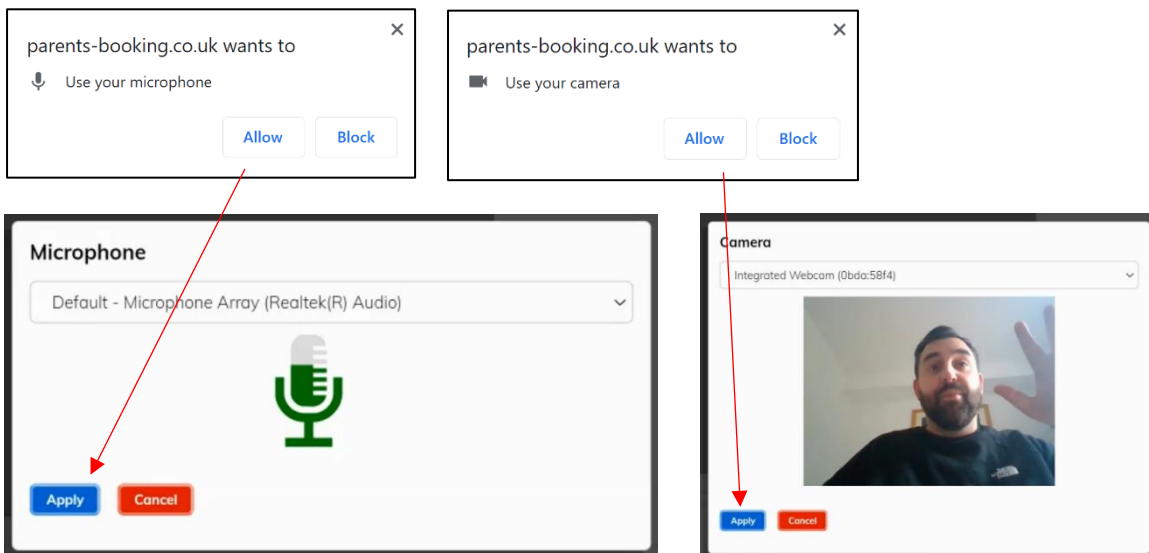 parents-booking.co.uk wants to
Use your microphone
Allow
Block
parents-booking.co.uk wants to
Use your camera
Allow
Block
Microphone
Default - Microphone Array (Realtek(R) Audio)
Apply
Cancel
Camera
Integrated Webcam (0bda:58f4)
Apply
Cancel